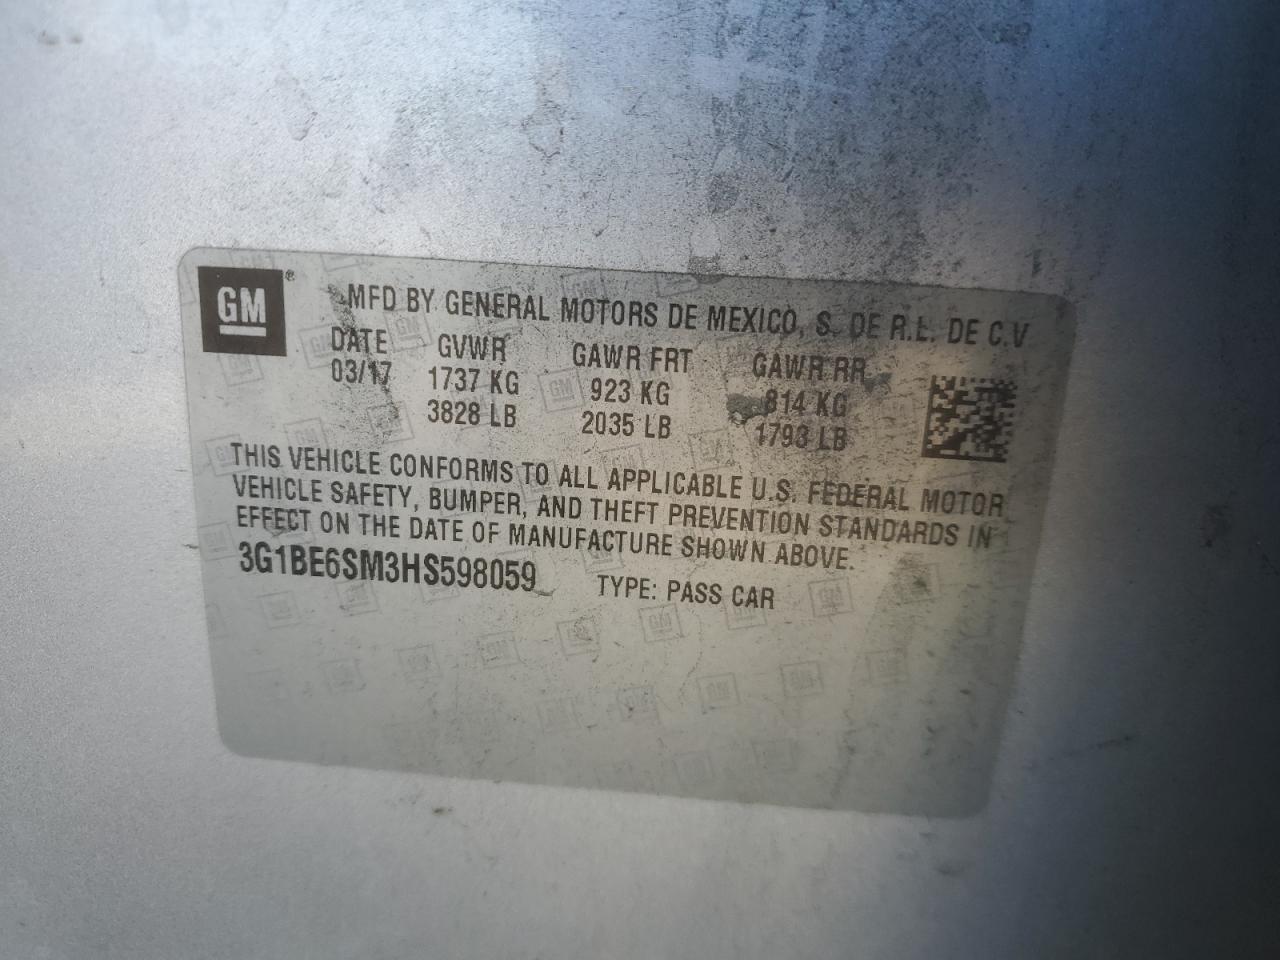 GM®
MFD BY GENERAL MOTORS DE MEXICO, S. DE R.L. DE C.V
DATE GVWR GAWR FRT GAWR RR
03/17 1737 KG 923 KG 814 KG
3828 LB 2035 LB 1793 LB
THIS VEHICLE CONFORMS TO ALL APPLICABLE U.S. FEDERAL MOTOR
VEHICLE SAFETY, BUMPER, AND THEFT PREVENTION STANDARDS IN
EFFECT ON THE DATE OF MANUFACTURE SHOWN ABOVE.
3G1BE6SM3HS598059 TYPE: PASS CAR